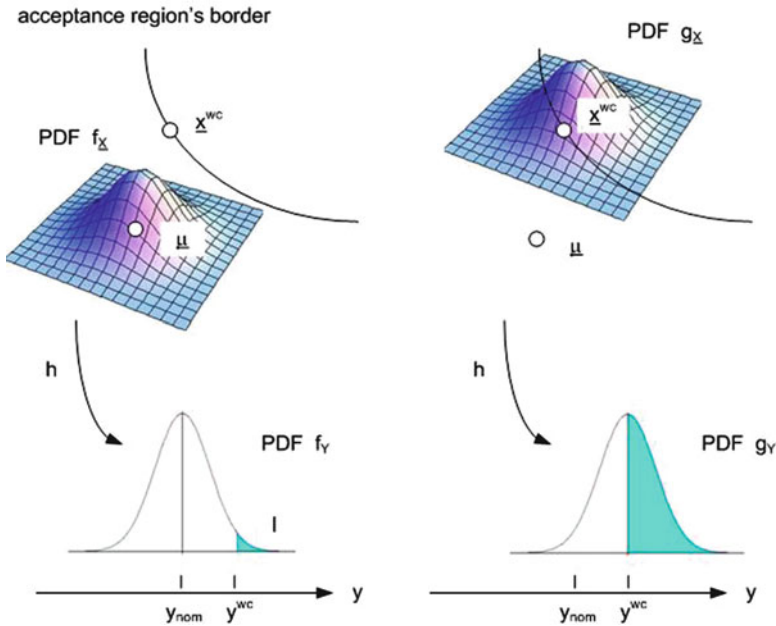 acceptance region's border
PDF g_X
x^wc
x^wc
PDF f_X
μ
μ
h
h
PDF f_Y
PDF g_Y
I
y
y
y_nom
y^wc
y_nom
y^wc